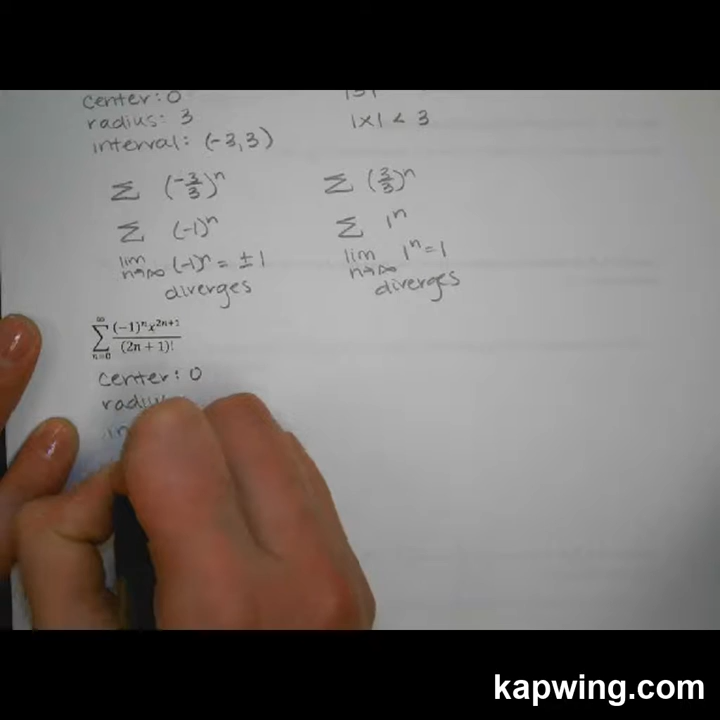 center: 0
radius: 3
|x| < 3
interval: (-3,3)
∑ (-3/3)^n
∑ (3/3)^n
∑ (-1)^n
∑ 1^n
lim n→∞ (-1)^n = ±1
lim n→∞ 1^n = 1
diverges
diverges
∑ n=0 ∞ (-1)^n x^{2n+1} / (2n + 1)!
center: 0
kapwing.com